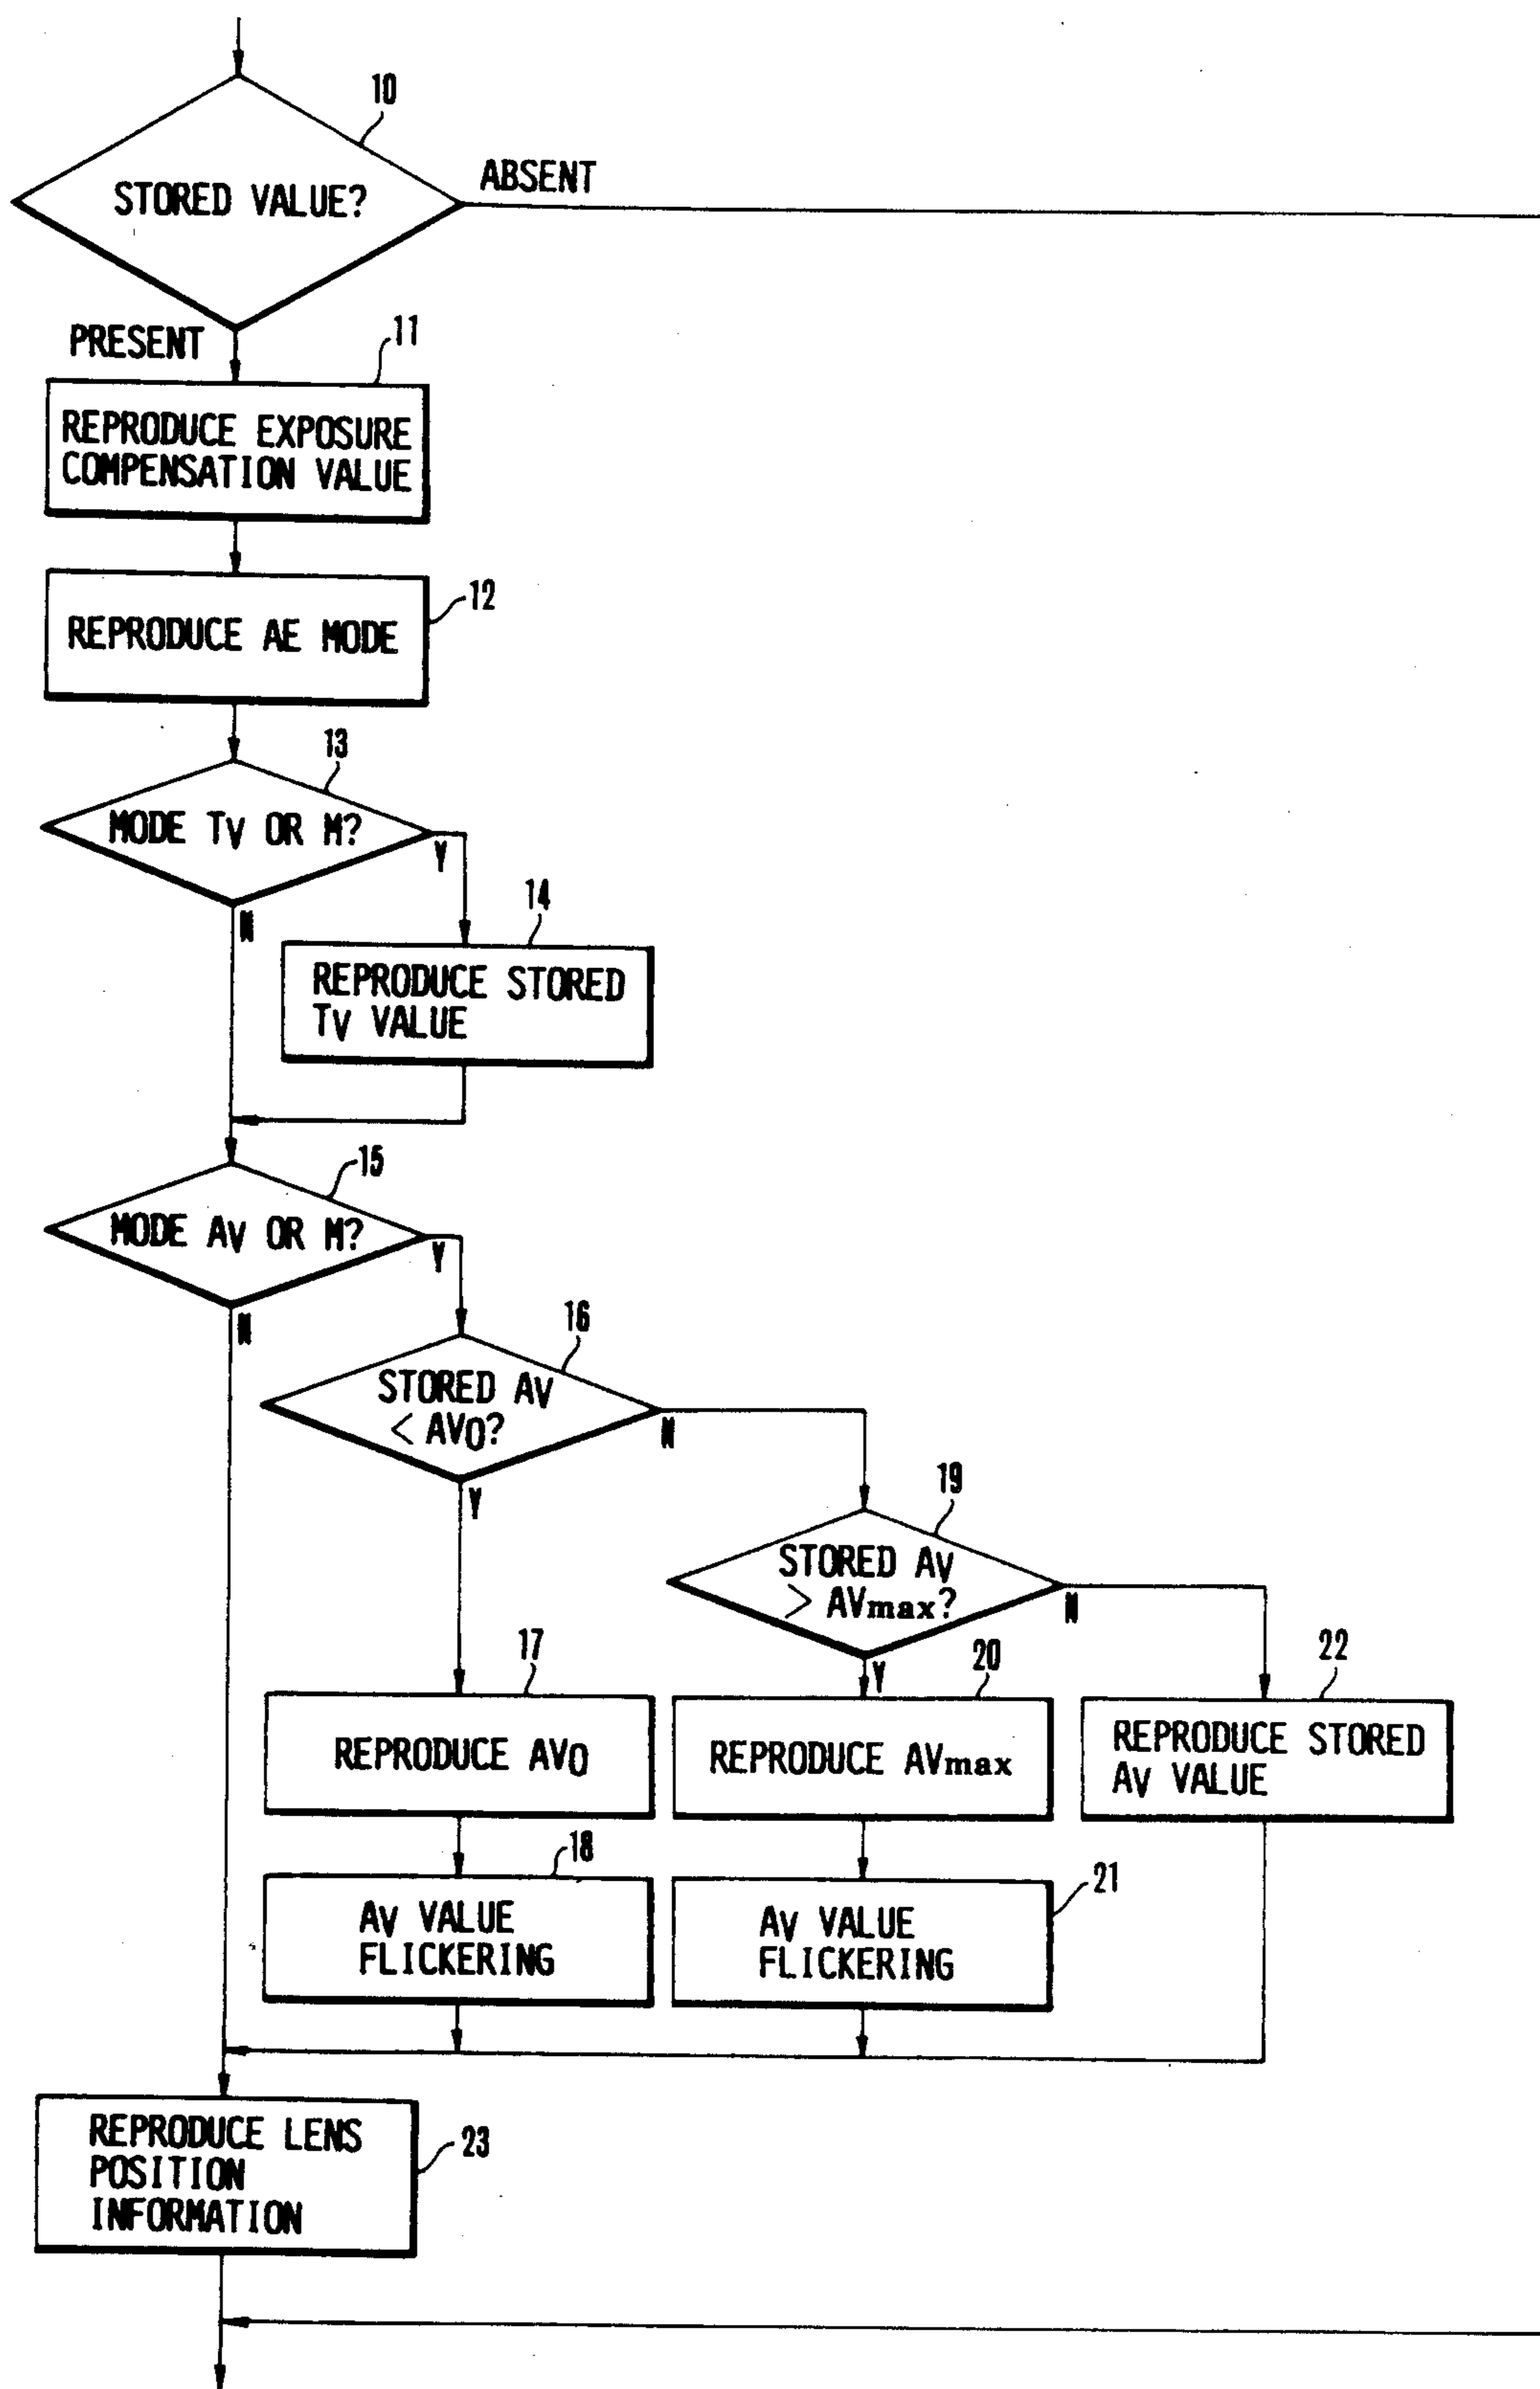 10
STORED VALUE?
ABSENT
PRESENT
11
REPRODUCE EXPOSURE
COMPENSATION VALUE
12
REPRODUCE AE MODE
13
MODE TV OR M?
Y
N
14
REPRODUCE STORED
TV VALUE
15
MODE AV OR M?
Y
N
16
STORED AV
< AV0?
N
Y
19
STORED AV
> AVmax?
N
Y
17
REPRODUCE AV0
20
REPRODUCE AVmax
22
REPRODUCE STORED
AV VALUE
18
AV VALUE
FLICKERING
21
AV VALUE
FLICKERING
23
REPRODUCE LENS
POSITION
INFORMATION